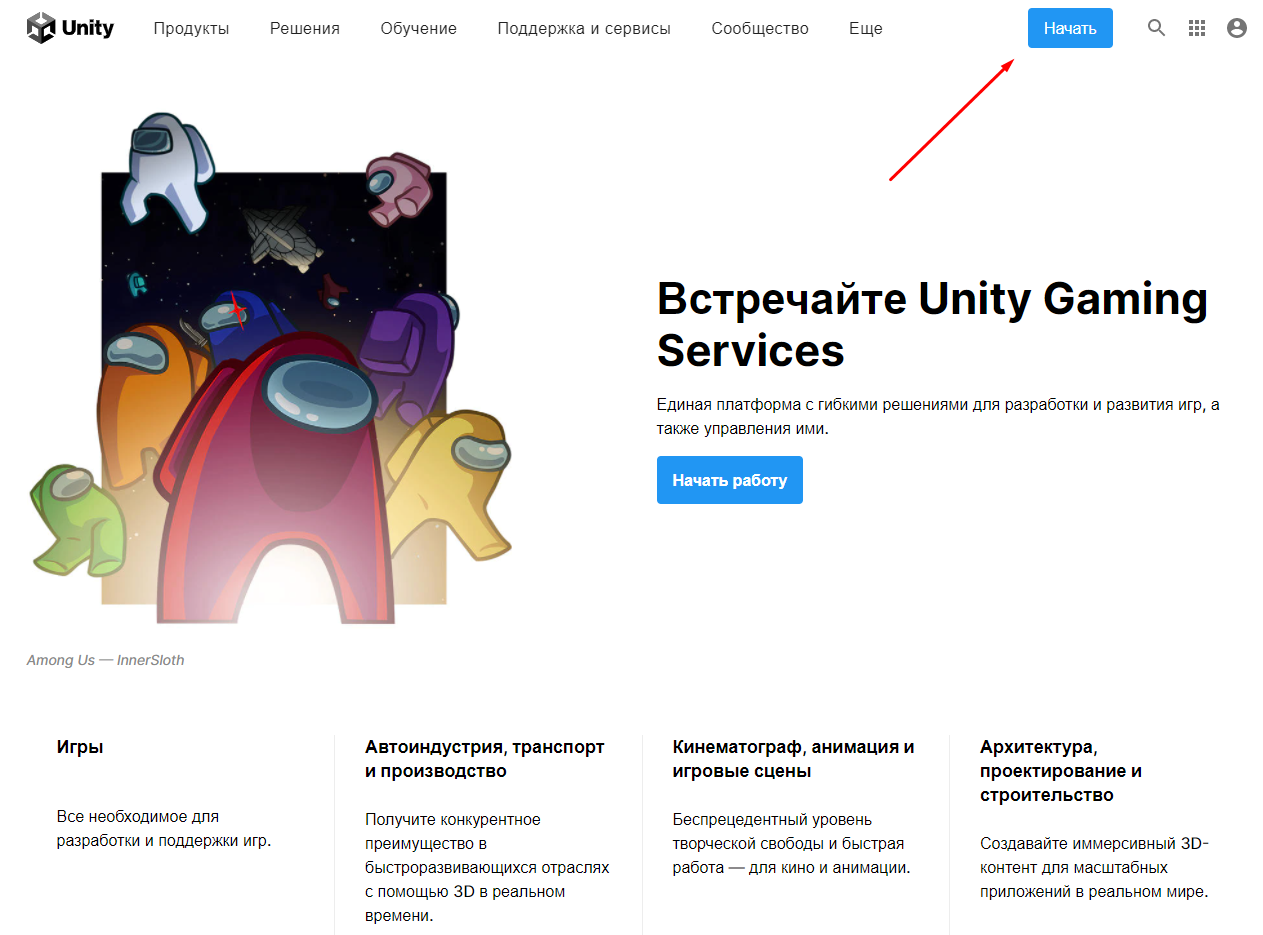 Unity Продукты Решения Обучение Поддержка и сервисы Сообщество Еще Начать
Встречайте Unity Gaming
Services
Единая платформа с гибкими решениями для разработки и развития игр, а
также управления ими.
Начать работу
Among Us — InnerSloth
Игры
Все необходимое для
разработки и поддержки игр.
Автоиндустрия, транспорт
и производство
Получите конкурентное
преимущество в
быстроразвивающихся отраслях
с помощью 3D в реальном
времени.
Кинематограф, анимация и
игровые сцены
Беспрецедентный уровень
творческой свободы и быстрая
работа — для кино и анимации.
Архитектура,
проектирование и
строительство
Создавайте иммерсивный 3D-
контент для масштабных
приложений в реальном мире.